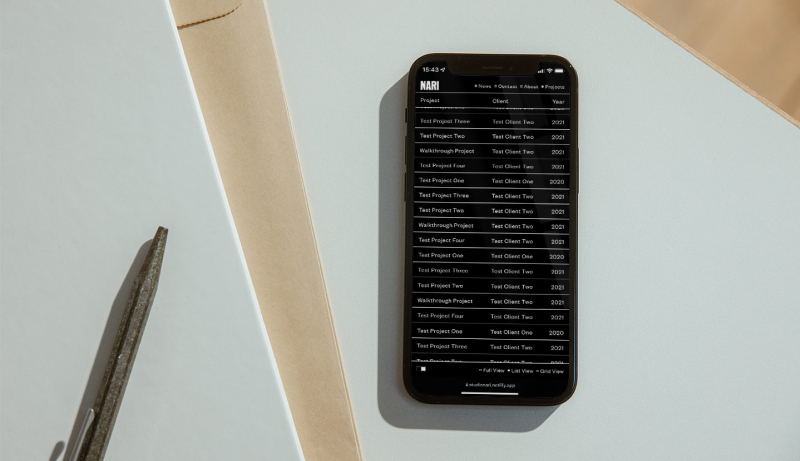 15:43
NARI
News Contact About Projects
Project Client Year
Test Project Three Test Client Two 2021
Test Project Two Test Client Two 2021
Walkthrough Project Test Client Two 2021
Test Project Four Test Client Two 2021
Test Project One Test Client One 2020
Test Project Three Test Client Two 2021
Test Project Two Test Client Two 2021
Walkthrough Project Test Client Two 2021
Test Project Four Test Client Two 2021
Test Project One Test Client One 2020
Test Project Three Test Client Two 2021
Test Project Two Test Client Two 2021
Walkthrough Project Test Client Two 2021
Test Project Four Test Client Two 2021
Test Project One Test Client One 2020
Test Project Three Test Client Two 2021
Full View List View Grid View